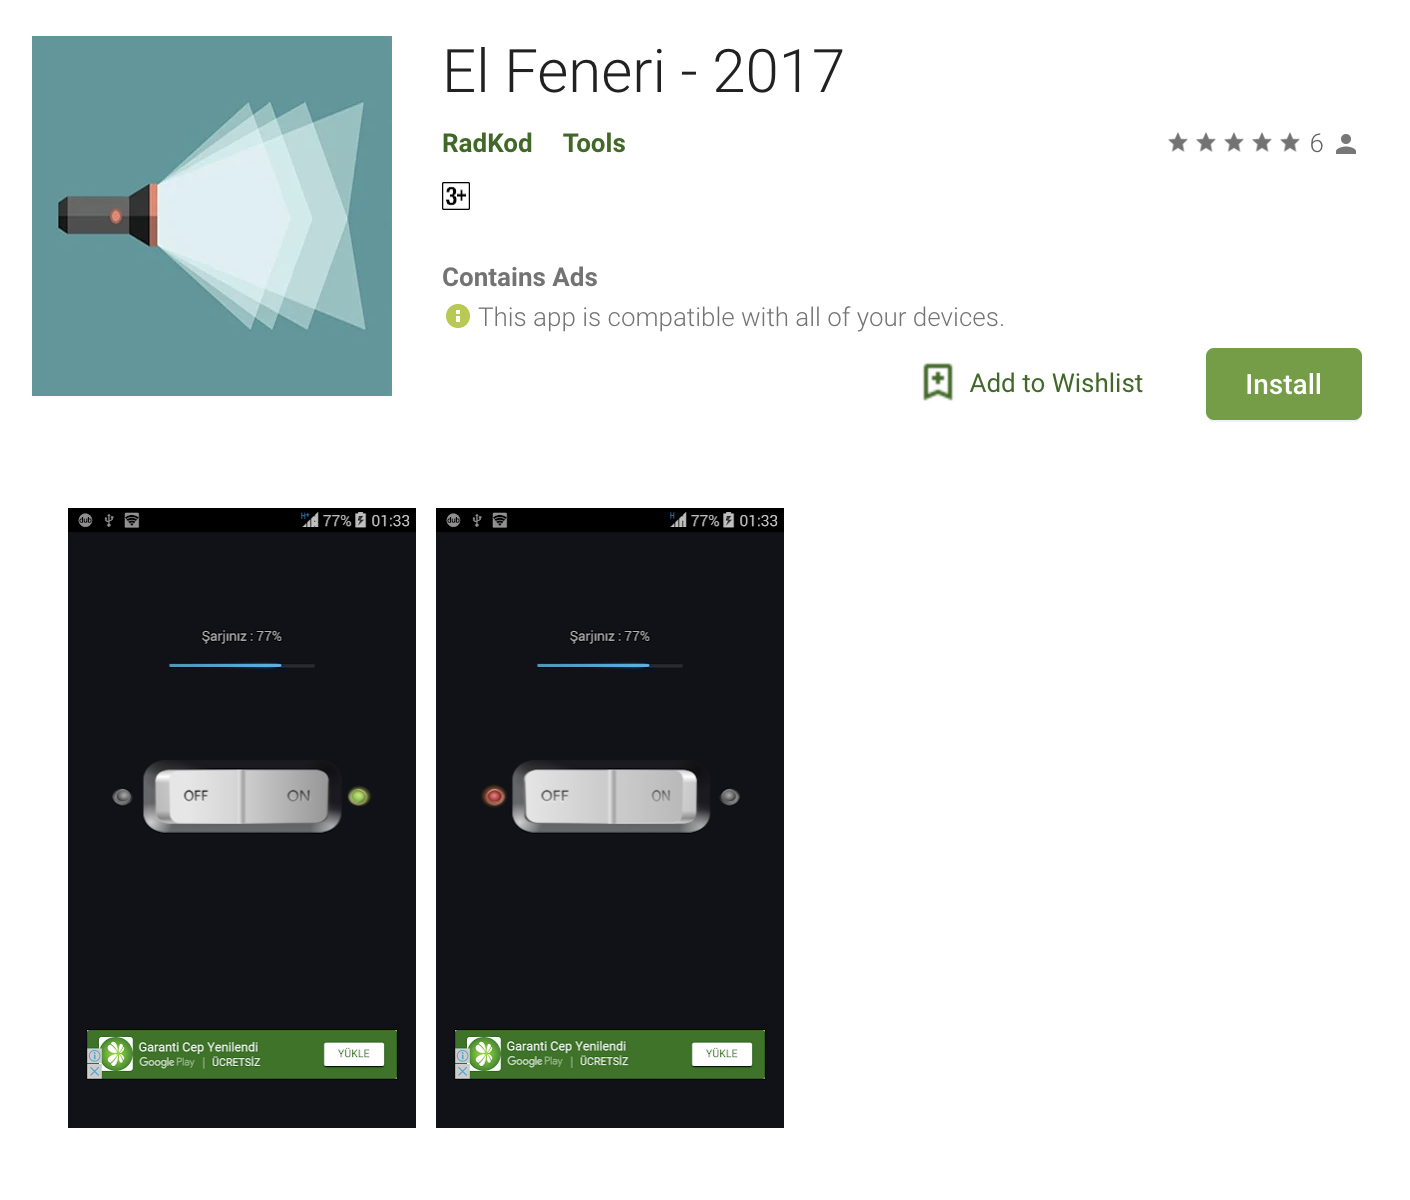 El Feneri - 2017
RadKod Tools 6
3+
Contains Ads
This app is compatible with all of your devices.
Add to Wishlist Install
dub H+ 77% 01:33
Şarjınız : 77%
OFF ON
Garanti Cep Yenilendi
Google Play | ÜCRETSİZ
YÜKLE
dub H 77% 01:33
Şarjınız : 77%
OFF ON
Garanti Cep Yenilendi
Google Play | ÜCRETSİZ
YÜKLE